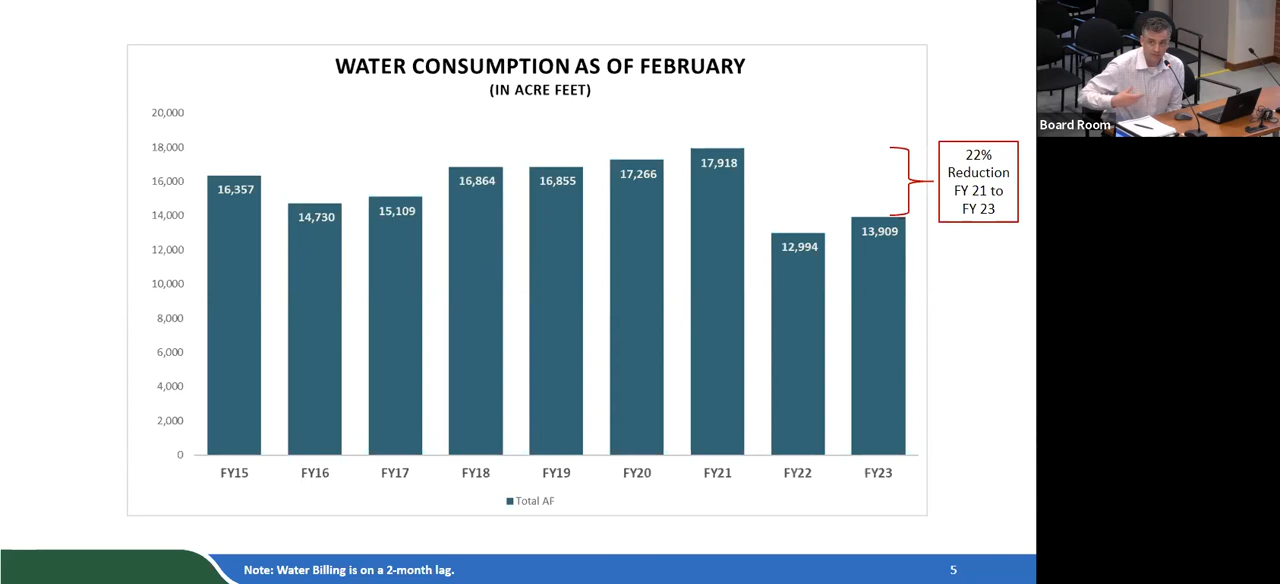 WATER CONSUMPTION AS OF FEBRUARY
(IN ACRE FEET)
20,000
18,000
16,000
14,000
12,000
10,000
8,000
6,000
4,000
2,000
0
16,357
14,730
15,109
16,864
16,855
17,266
17,918
12,994
13,909
FY15
FY16
FY17
FY18
FY19
FY20
FY21
FY22
FY23
Total AF
22%
Reduction
FY 21 to
FY 23
Board Room
Note: Water Billing is on a 2-month lag.
5